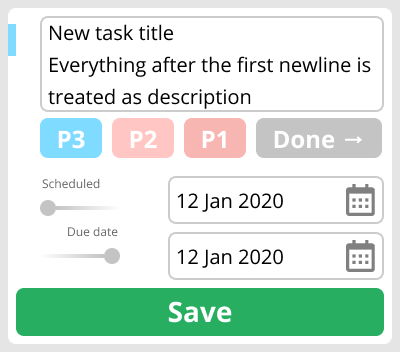 New task title
Everything after the first newline is
treated as description
P3 P2 P1 Done →
Scheduled
12 Jan 2020
Due date
12 Jan 2020
Save